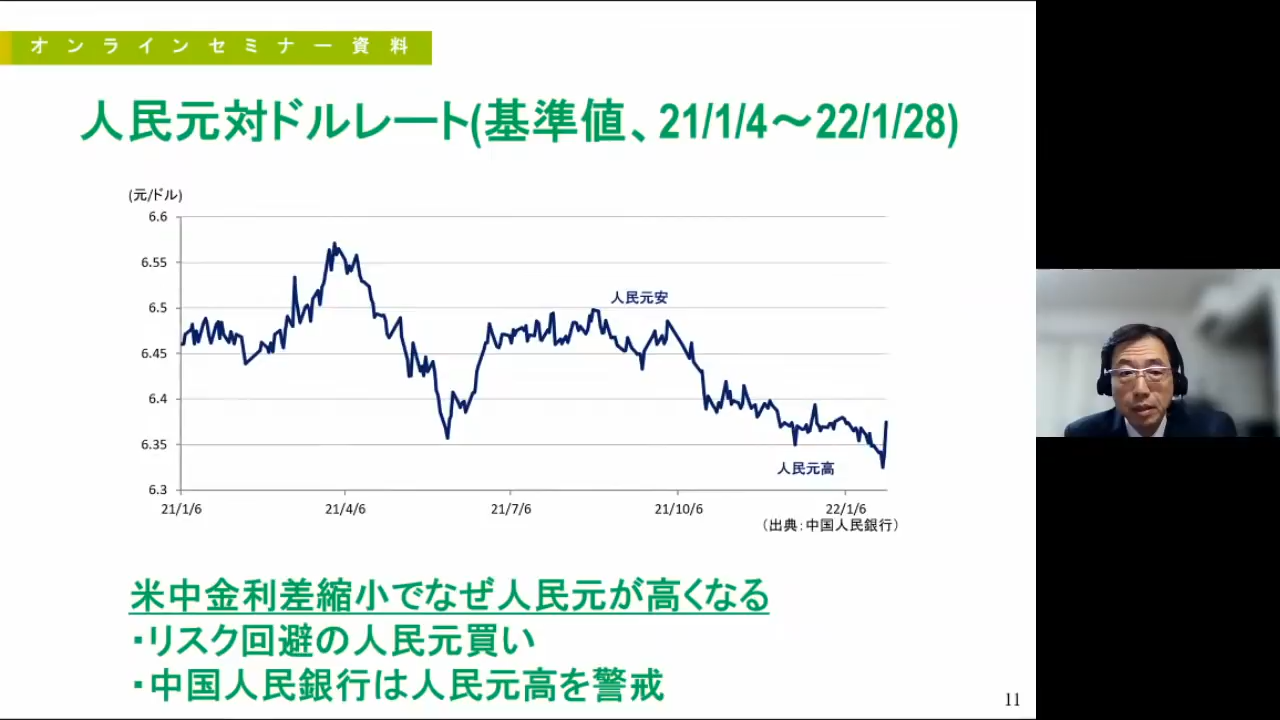 オンラインセミナー資料
人民元対ドルレート(基準値、21/1/4～22/1/28)
(元/ドル)
6.6
6.55
6.5
6.45
6.4
6.35
6.3
人民元安
人民元高
21/1/6 21/4/6 21/7/6 21/10/6 22/1/6
（出典：中国人民銀行）
米中金利差縮小でなぜ人民元が高くなる
・リスク回避の人民元買い
・中国人民銀行は人民元高を警戒
11